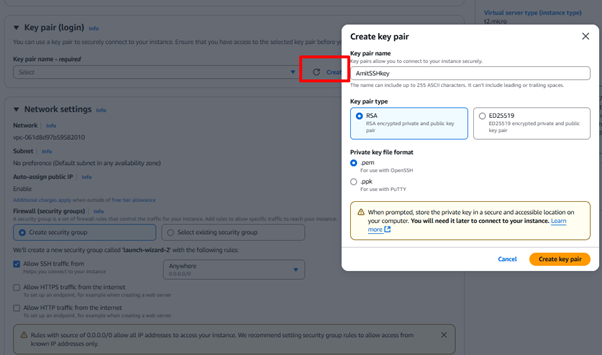 Virtual server type (instance type)
t2.micro
Key pair (login) Info
You can use a key pair to securely connect to your instance. Ensure that you have access to the selected key pair before
Key pair name - required
Select
Create
Network settings Info
Network Info
vpc-061d8d97b59583010
Subnet Info
No preference (Default subnet in any availability zone)
Auto-assign public IP Info
Enable
Additional charges apply when outside of free tier allowance
Firewall (security groups) Info
A security group is a set of firewall rules that control the traffic for your instance. Add rules to allow specific traffic to reach your instance.
Create security group
Select existing security group
We'll create a new security group called 'launch-wizard-2' with the following rules:
Allow SSH traffic from
Helps you connect to your instance
Anywhere
0.0.0.0/0
Allow HTTPS traffic from the internet
To set up an endpoint, for example when creating a web server
Allow HTTP traffic from the internet
To set up an endpoint, for example when creating a web server
Rules with source of 0.0.0.0/0 allow all IP addresses to access your instance. We recommend setting security group rules to allow access from
known IP addresses only.
Create key pair
Key pair name
Key pairs allow you to connect to your instance securely.
AmitSSHkey
The name can include up to 255 ASCII characters. It can't include leading or trailing spaces.
Key pair type
RSA
RSA encrypted private and public key
pair
ED25519
ED25519 encrypted private and public
key pair
Private key file format
.pem
For use with OpenSSH
.ppk
For use with PuTTY
When prompted, store the private key in a secure and accessible location on
your computer. You will need it later to connect to your instance. Learn
more
Cancel
Create key pair